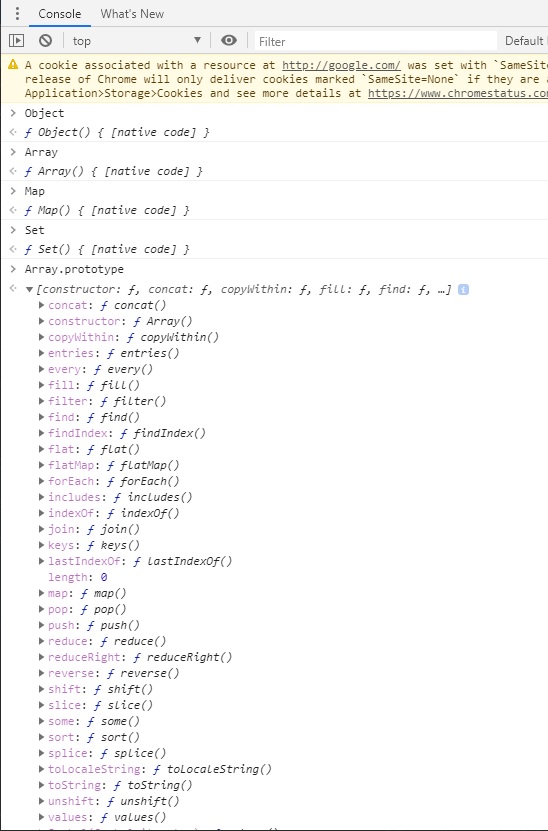 Console What's New
top Filter Default
A cookie associated with a resource at http://google.com/ was set with `SameSite
release of Chrome will only deliver cookies marked `SameSite=None` if they are
Application>Storage>Cookies and see more details at https://www.chromestatus.com
> Object
ƒ Object() { [native code] }
> Array
ƒ Array() { [native code] }
> Map
ƒ Map() { [native code] }
> Set
ƒ Set() { [native code] }
> Array.prototype
[constructor: ƒ, concat: ƒ, copyWithin: ƒ, fill: ƒ, find: ƒ, …] i
concat: ƒ concat()
constructor: ƒ Array()
copyWithin: ƒ copyWithin()
entries: ƒ entries()
every: ƒ every()
fill: ƒ fill()
filter: ƒ filter()
find: ƒ find()
findIndex: ƒ findIndex()
flat: ƒ flat()
flatMap: ƒ flatMap()
forEach: ƒ forEach()
includes: ƒ includes()
indexOf: ƒ indexOf()
join: ƒ join()
keys: ƒ keys()
lastIndexOf: ƒ lastIndexOf()
length: 0
map: ƒ map()
pop: ƒ pop()
push: ƒ push()
reduce: ƒ reduce()
reduceRight: ƒ reduceRight()
reverse: ƒ reverse()
shift: ƒ shift()
slice: ƒ slice()
some: ƒ some()
sort: ƒ sort()
splice: ƒ splice()
toLocaleString: ƒ toLocaleString()
toString: ƒ toString()
unshift: ƒ unshift()
values: ƒ values()